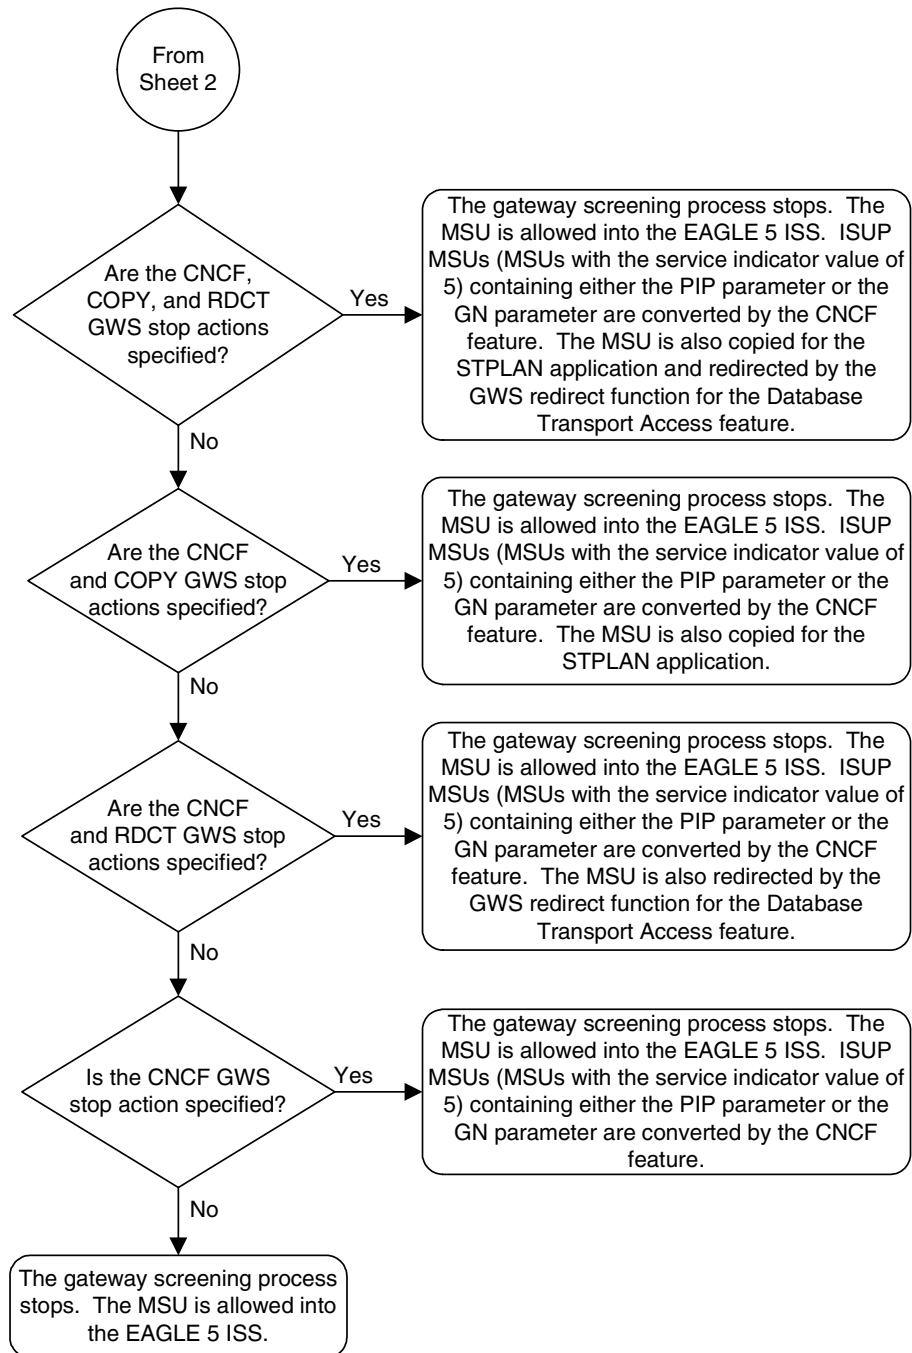 From
Sheet 2
Are the CNCF,
COPY, and RDCT
GWS stop actions
specified?
Yes
The gateway screening process stops.  The
MSU is allowed into the EAGLE 5 ISS.  ISUP
MSUs (MSUs with the service indicator value of
5) containing either the PIP parameter or the
GN parameter are converted by the CNCF
feature.  The MSU is also copied for the
STPLAN application and redirected by the
GWS redirect function for the Database
Transport Access feature.
No
Are the CNCF
and COPY GWS stop
actions specified?
Yes
The gateway screening process stops.  The
MSU is allowed into the EAGLE 5 ISS.  ISUP
MSUs (MSUs with the service indicator value of
5) containing either the PIP parameter or the
GN parameter are converted by the CNCF
feature.  The MSU is also copied for the
STPLAN application.
No
Are the CNCF
and RDCT GWS stop
actions specified?
Yes
The gateway screening process stops.  The
MSU is allowed into the EAGLE 5 ISS.  ISUP
MSUs (MSUs with the service indicator value of
5) containing either the PIP parameter or the
GN parameter are converted by the CNCF
feature.  The MSU is also redirected by the
GWS redirect function for the Database
Transport Access feature.
No
Is the CNCF GWS
stop action specified?
Yes
The gateway screening process stops.  The
MSU is allowed into the EAGLE 5 ISS.  ISUP
MSUs (MSUs with the service indicator value of
5) containing either the PIP parameter or the
GN parameter are converted by the CNCF
feature.
No
The gateway screening process
stops.  The MSU is allowed into
the EAGLE 5 ISS.